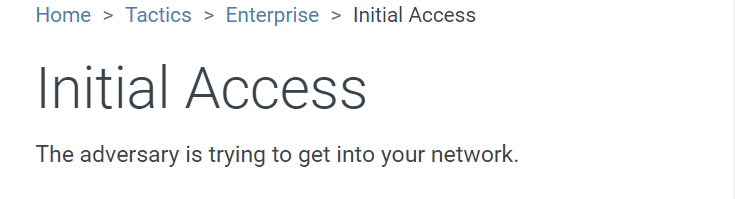 Home > Tactics > Enterprise > Initial Access
Initial Access
The adversary is trying to get into your network.